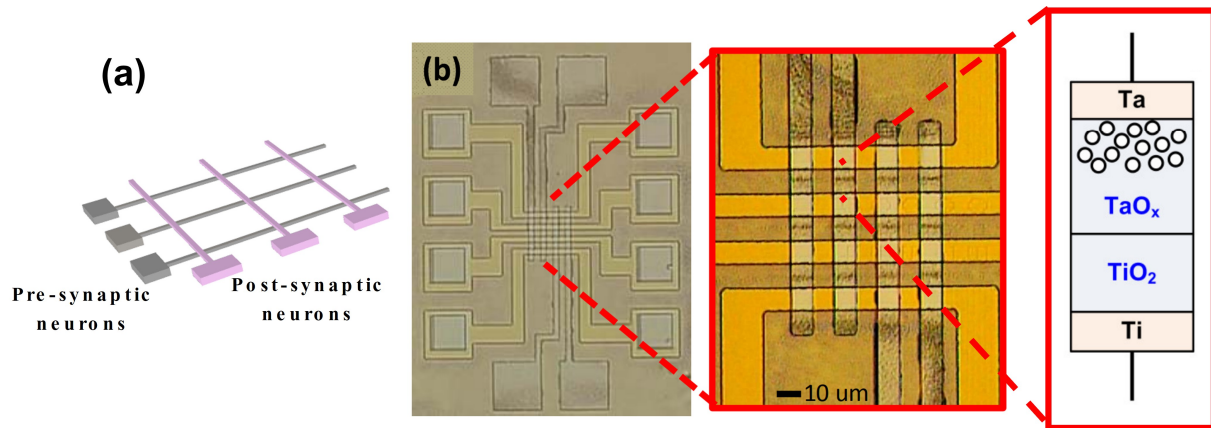 (a)
Pre-synaptic
neurons
Post-synaptic
neurons
(b)
10 um
Ta
TaOₓ
TiO₂
Ti